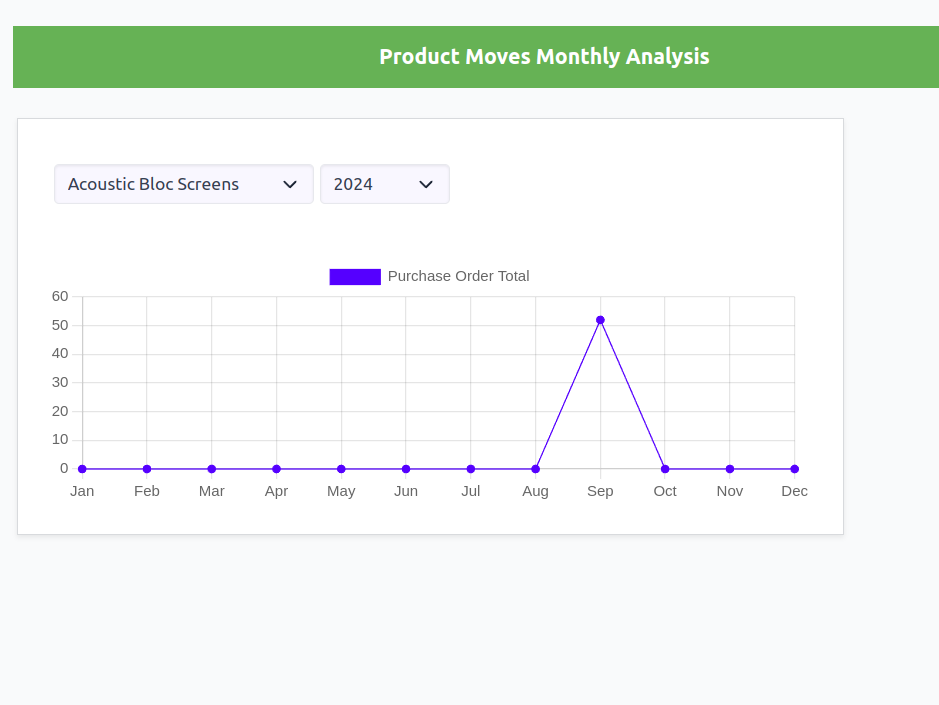 Product Moves Monthly Analysis
Acoustic Bloc Screens 2024
Purchase Order Total
60
50
40
30
20
10
0
Jan Feb Mar Apr May Jun Jul Aug Sep Oct Nov Dec